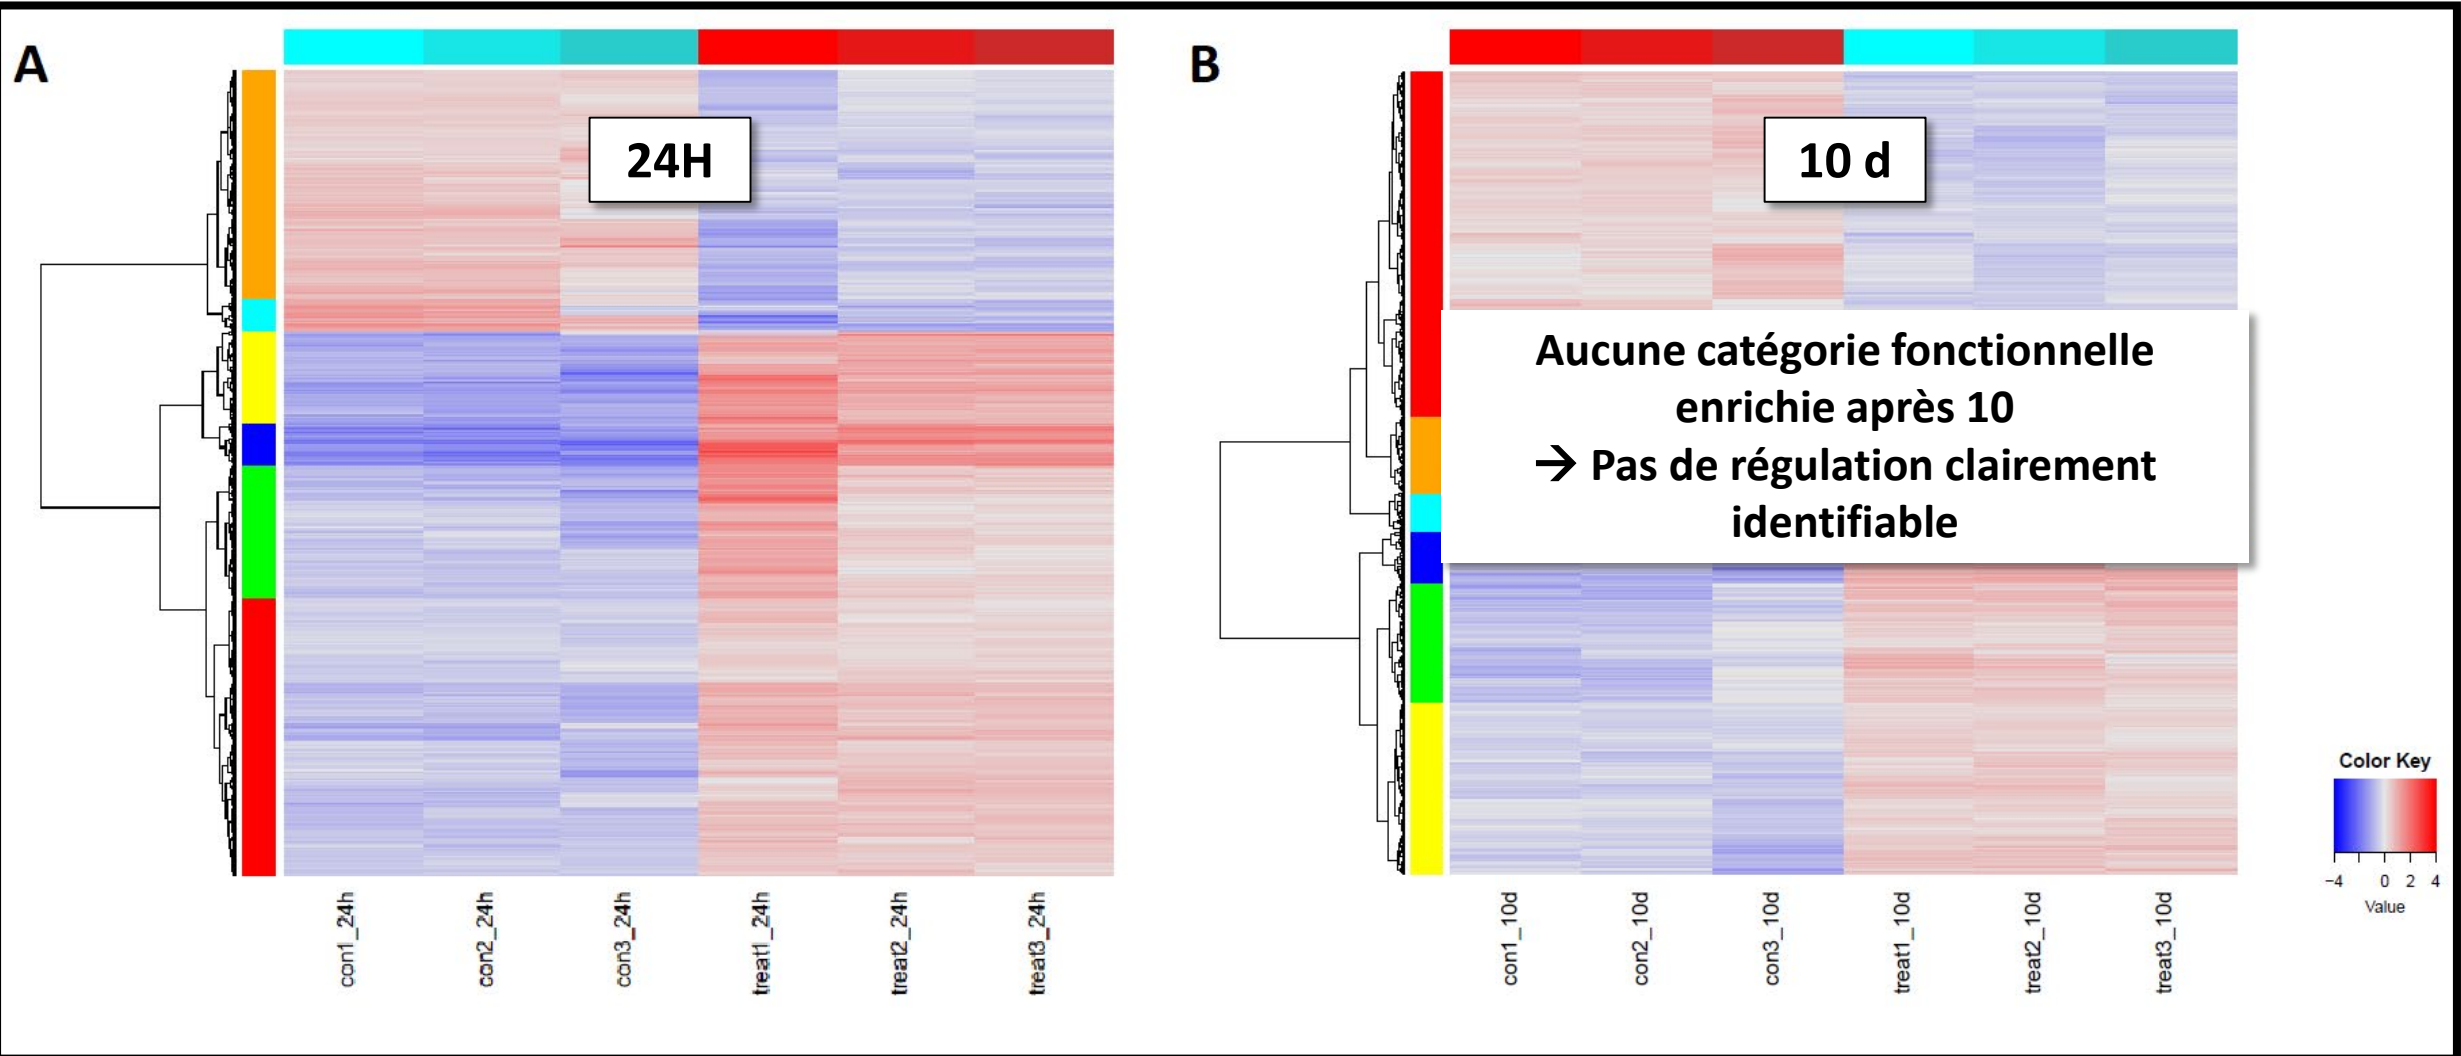 A
24H
con1_24h
con2_24h
con3_24h
treat1_24h
treat2_24h
treat3_24h
B
10 d
Aucune catégorie fonctionnelle
enrichie après 10
→ Pas de régulation clairement
identifiable
con1_10d
con2_10d
con3_10d
treat1_10d
treat2_10d
treat3_10d
Color Key
−4 0 2 4
Value